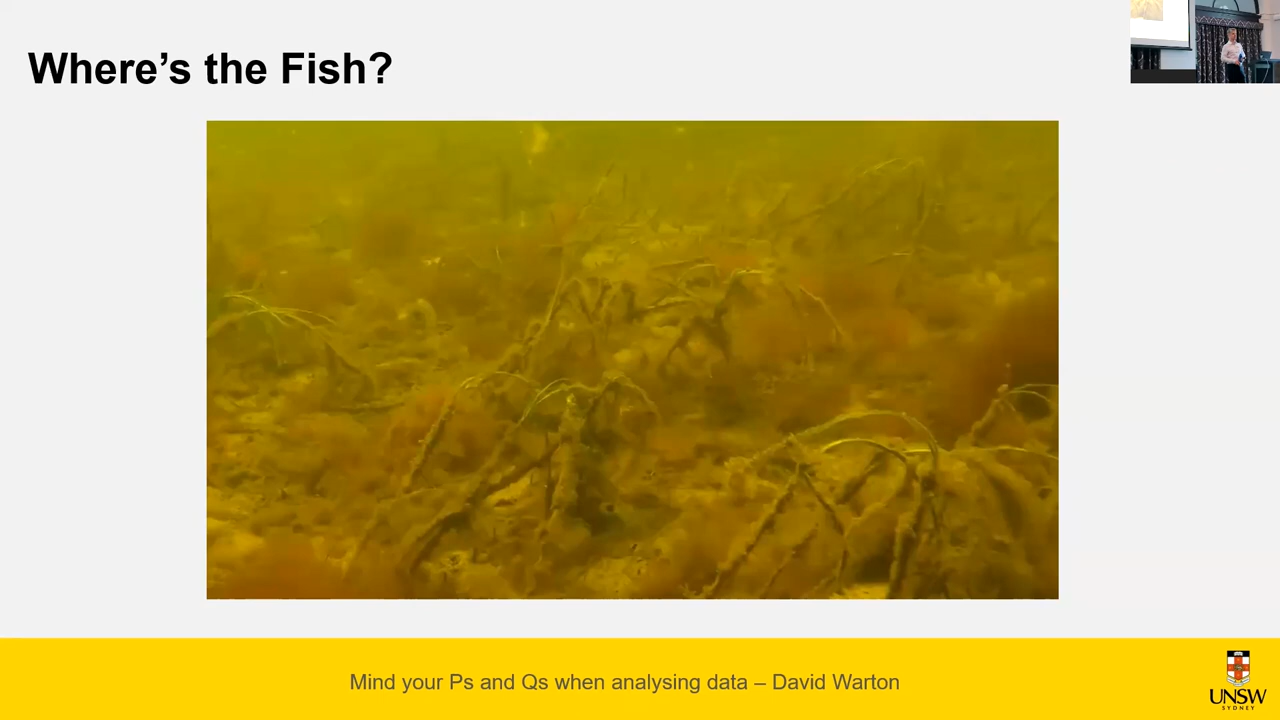 Where's the Fish?
Mind your Ps and Qs when analysing data – David Warton
UNSW
SYDNEY